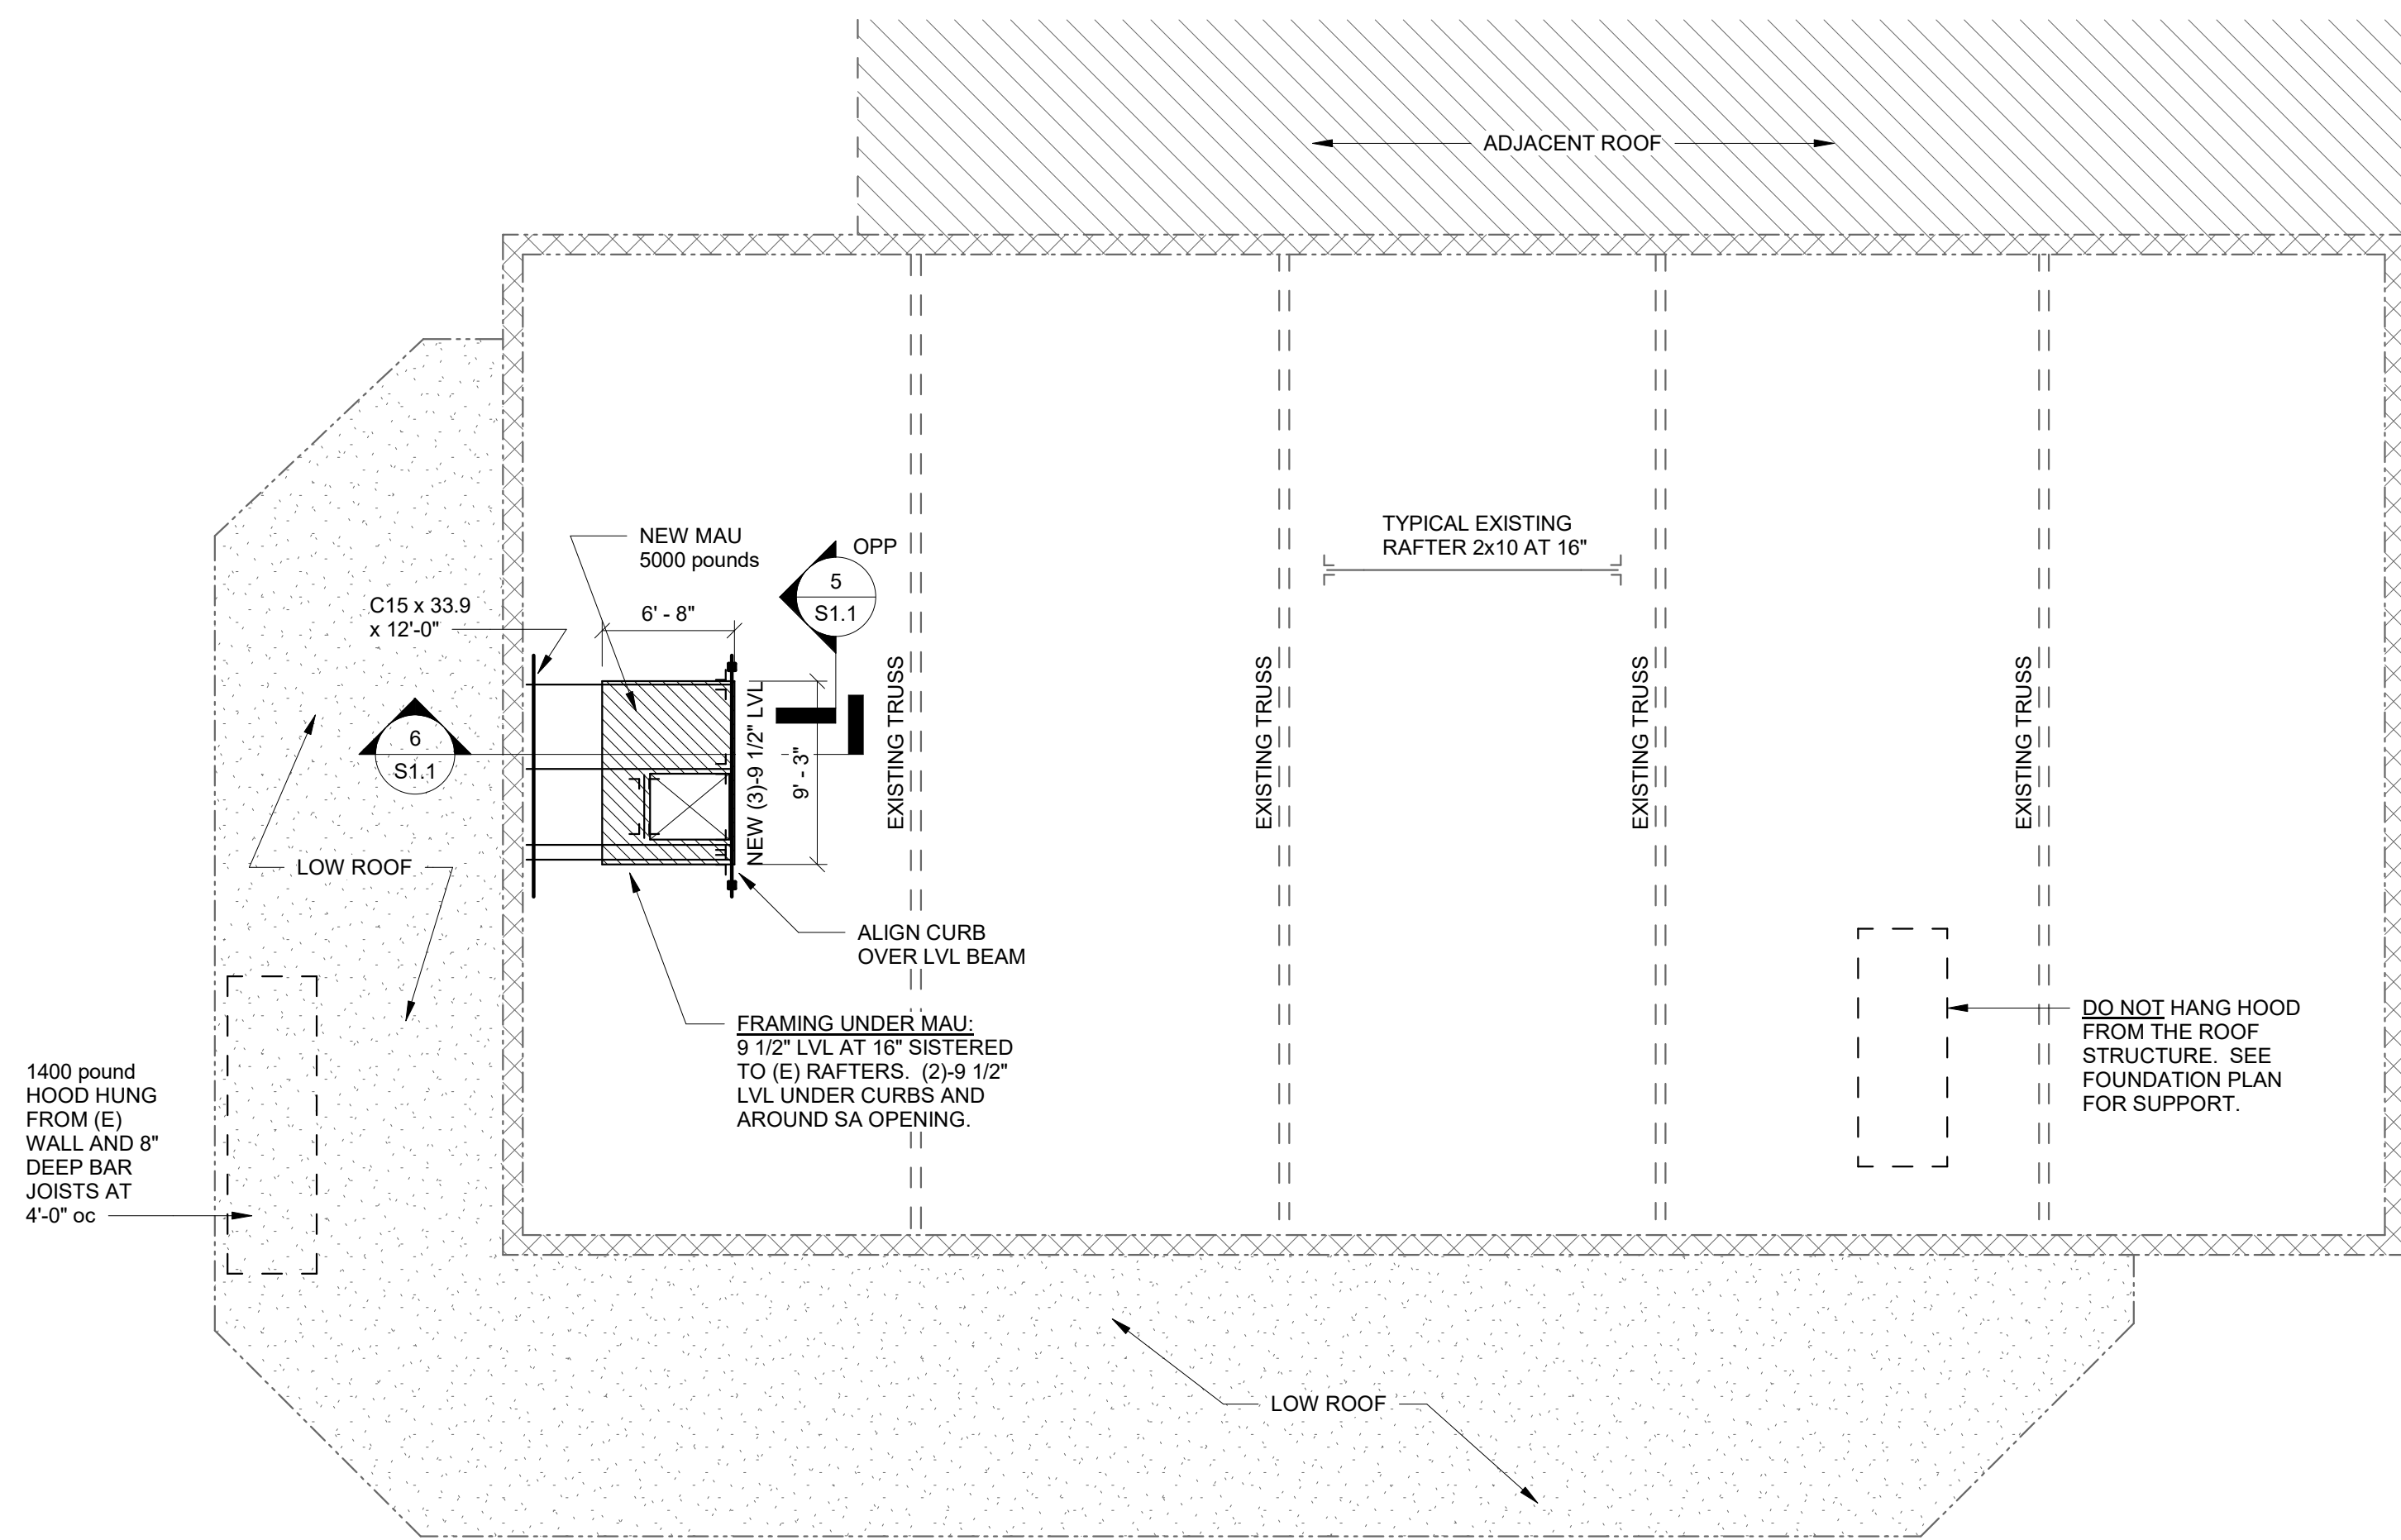 ADJACENT ROOF
TYPICAL EXISTING
RAFTER 2x10 AT 16"
NEW MAU
5000 pounds
OPP
5
S1.1
C15 x 33.9
x 12'-0"
6' - 8"
6
S1.1
NEW (3)-9 1/2" LVL
9' - 3"
EXISTING TRUSS
EXISTING TRUSS
EXISTING TRUSS
EXISTING TRUSS
LOW ROOF
ALIGN CURB
OVER LVL BEAM
FRAMING UNDER MAU:
9 1/2" LVL AT 16" SISTERED
TO (E) RAFTERS.  (2)-9 1/2"
LVL UNDER CURBS AND
AROUND SA OPENING.
DO NOT HANG HOOD
FROM THE ROOF
STRUCTURE.  SEE
FOUNDATION PLAN
FOR SUPPORT.
1400 pound
HOOD HUNG
FROM (E)
WALL AND 8"
DEEP BAR
JOISTS AT
4'-0" oc
LOW ROOF